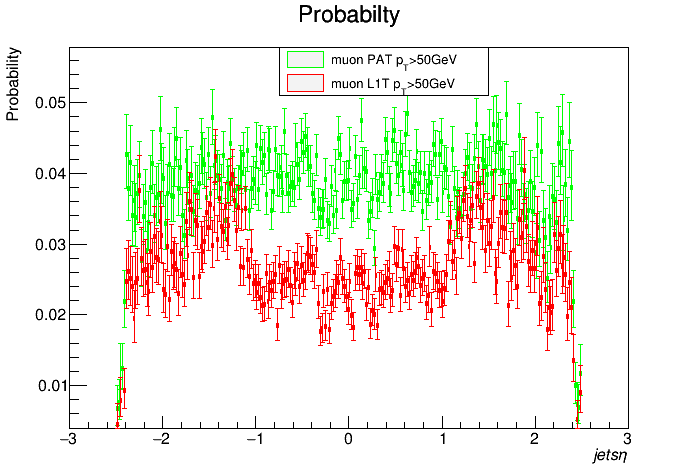 Probabilty
Probability
muon PAT p_T>50GeV
muon L1T p_T>50GeV
0.05
0.04
0.03
0.02
0.01
−3 −2 −1 0 1 2 3
jetsη